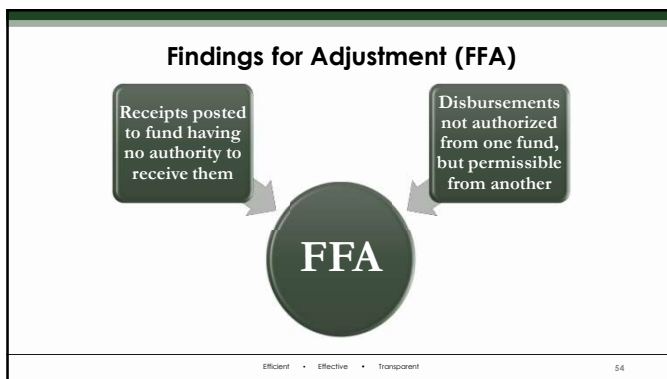 Findings for Adjustment (FFA)
Receipts posted
to fund having
no authority to
receive them
Disbursements
not authorized
from one fund,
but permissible
from another
FFA
Efficient • Effective • Transparent
54